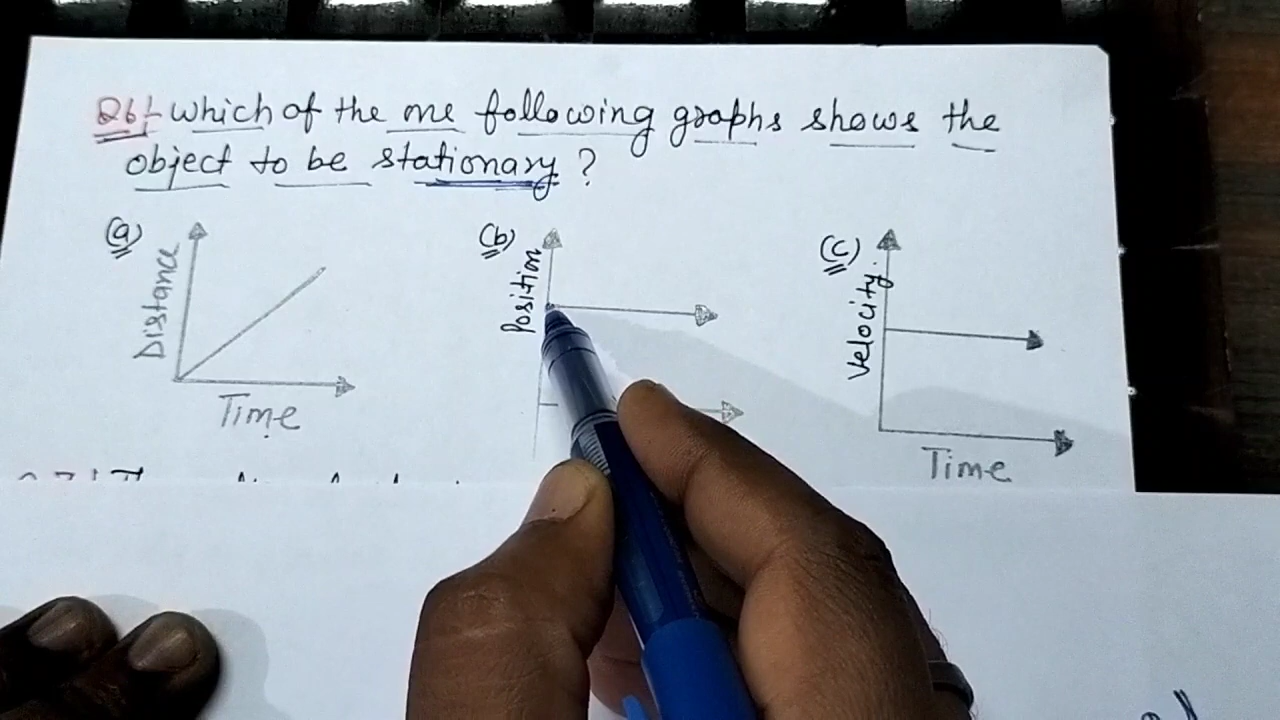 Q6:- Which of the one following graphs shows the
object to be stationary ?
(a)
Distance
Time
(b)
Position
(c)
Velocity
Time